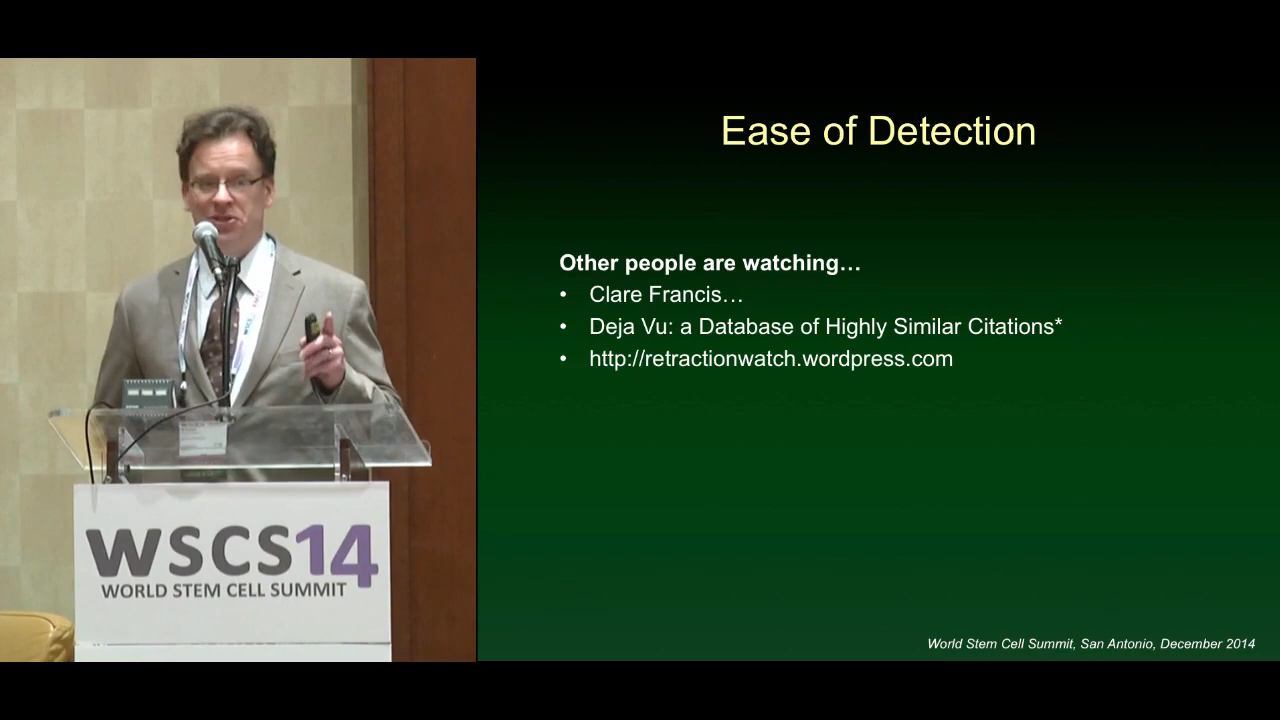 Ease of Detection
Other people are watching…
• Clare Francis…
• Deja Vu: a Database of Highly Similar Citations*
• http://retractionwatch.wordpress.com
WSCS14
WORLD STEM CELL SUMMIT
World Stem Cell Summit, San Antonio, December 2014